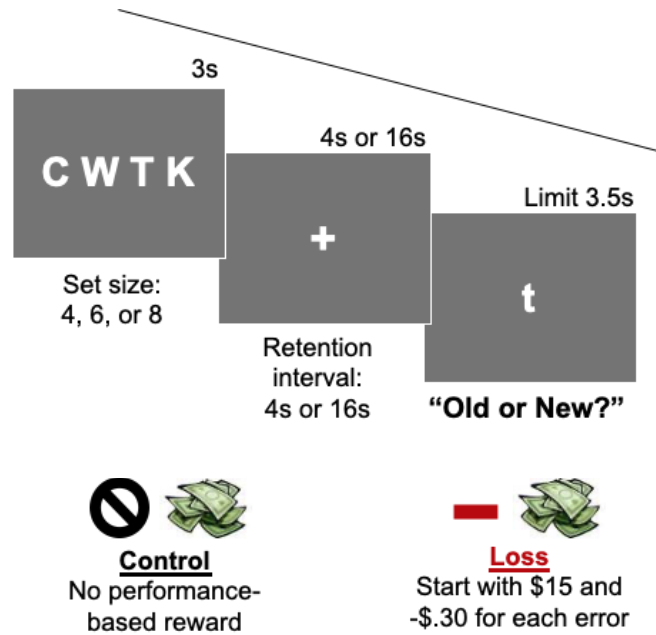 3s
C W T K
Set size:
4, 6, or 8
4s or 16s
+
Retention
interval:
4s or 16s
Limit 3.5s
t
“Old or New?”
Control
No performance-
based reward
Loss
Start with $15 and
-$.30 for each error